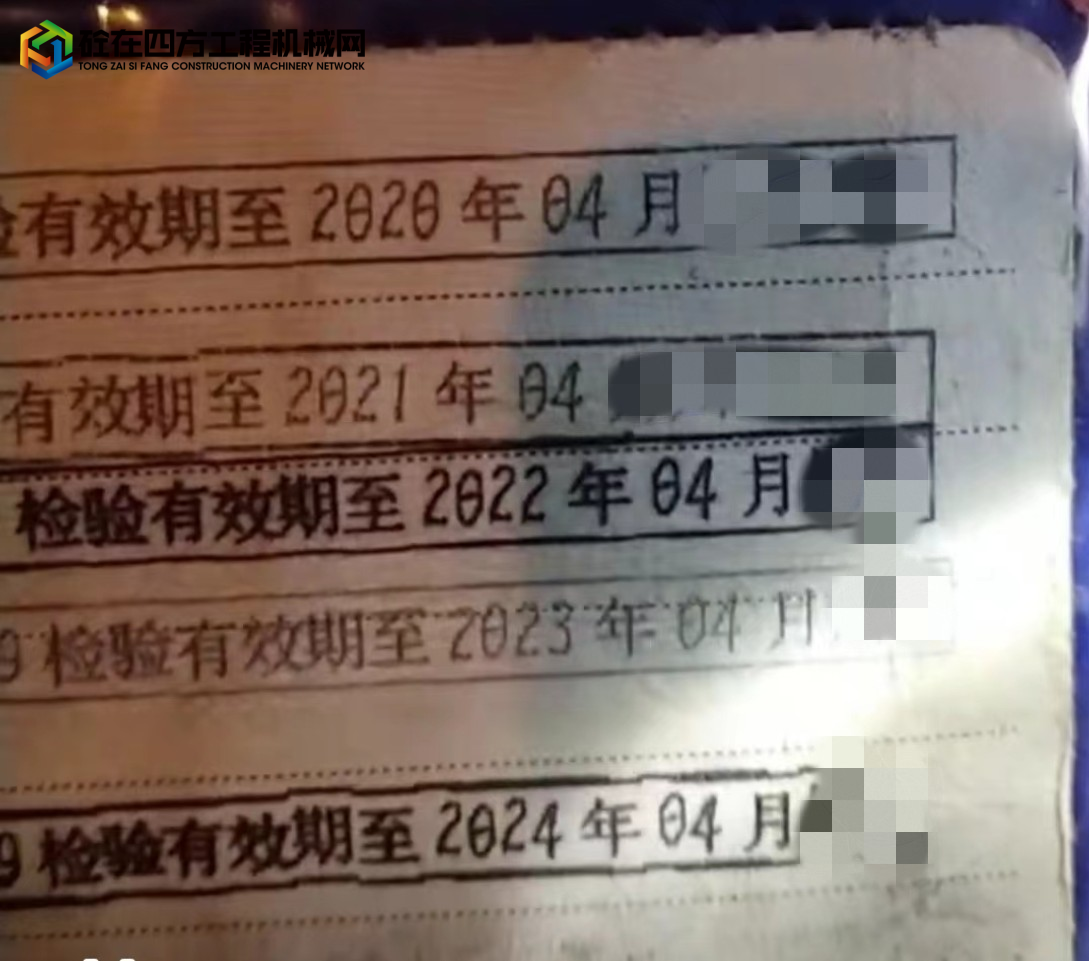 砼在四方工程机械网
TONG ZAI SI FANG CONSTRUCTION MACHINERY NETWORK
有效期至 2020 年 04 月
有效期至 2021 年 04
检验有效期至 2022 年 04 月
9 检验有效期至 2023 年 04 月
9 检验有效期至 2024 年 04 月